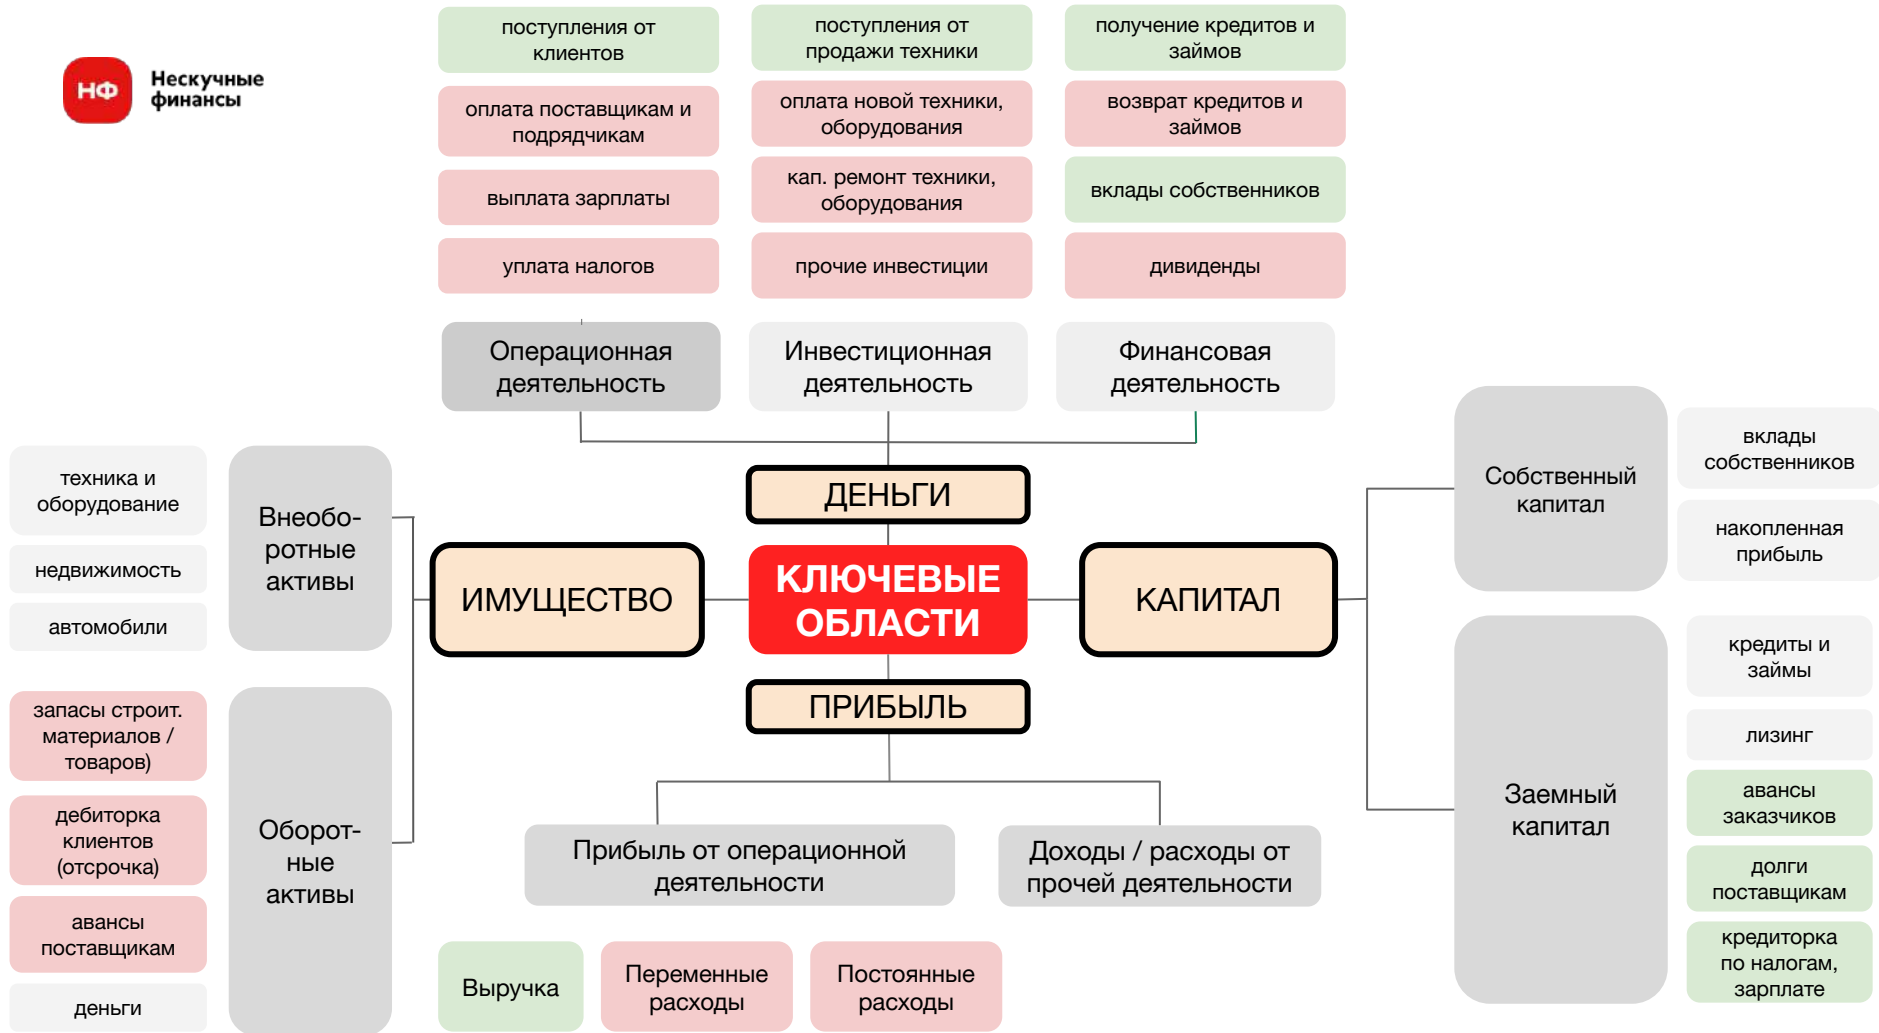 НФ
Нескучные
финансы
поступления от
клиентов
оплата поставщикам и
подрядчикам
выплата зарплаты
уплата налогов
поступления от
продажи техники
оплата новой техники,
оборудования
кап. ремонт техники,
оборудования
прочие инвестиции
получение кредитов и
займов
возврат кредитов и
займов
вклады собственников
дивиденды
Операционная
деятельность
Инвестиционная
деятельность
Финансовая
деятельность
ДЕНЬГИ
КЛЮЧЕВЫЕ
ОБЛАСТИ
ИМУЩЕСТВО
КАПИТАЛ
ПРИБЫЛЬ
техника и
оборудование
недвижимость
автомобили
Внеобо-
ротные
активы
запасы строит.
материалов /
товаров)
дебиторка
клиентов
(отсрочка)
авансы
поставщикам
деньги
Оборот-
ные
активы
Собственный
капитал
вклады
собственников
накопленная
прибыль
Заемный
капитал
кредиты и
займы
лизинг
авансы
заказчиков
долги
поставщикам
кредиторка
по налогам,
зарплате
Прибыль от операционной
деятельности
Доходы / расходы от
прочей деятельности
Выручка
Переменные
расходы
Постоянные
расходы